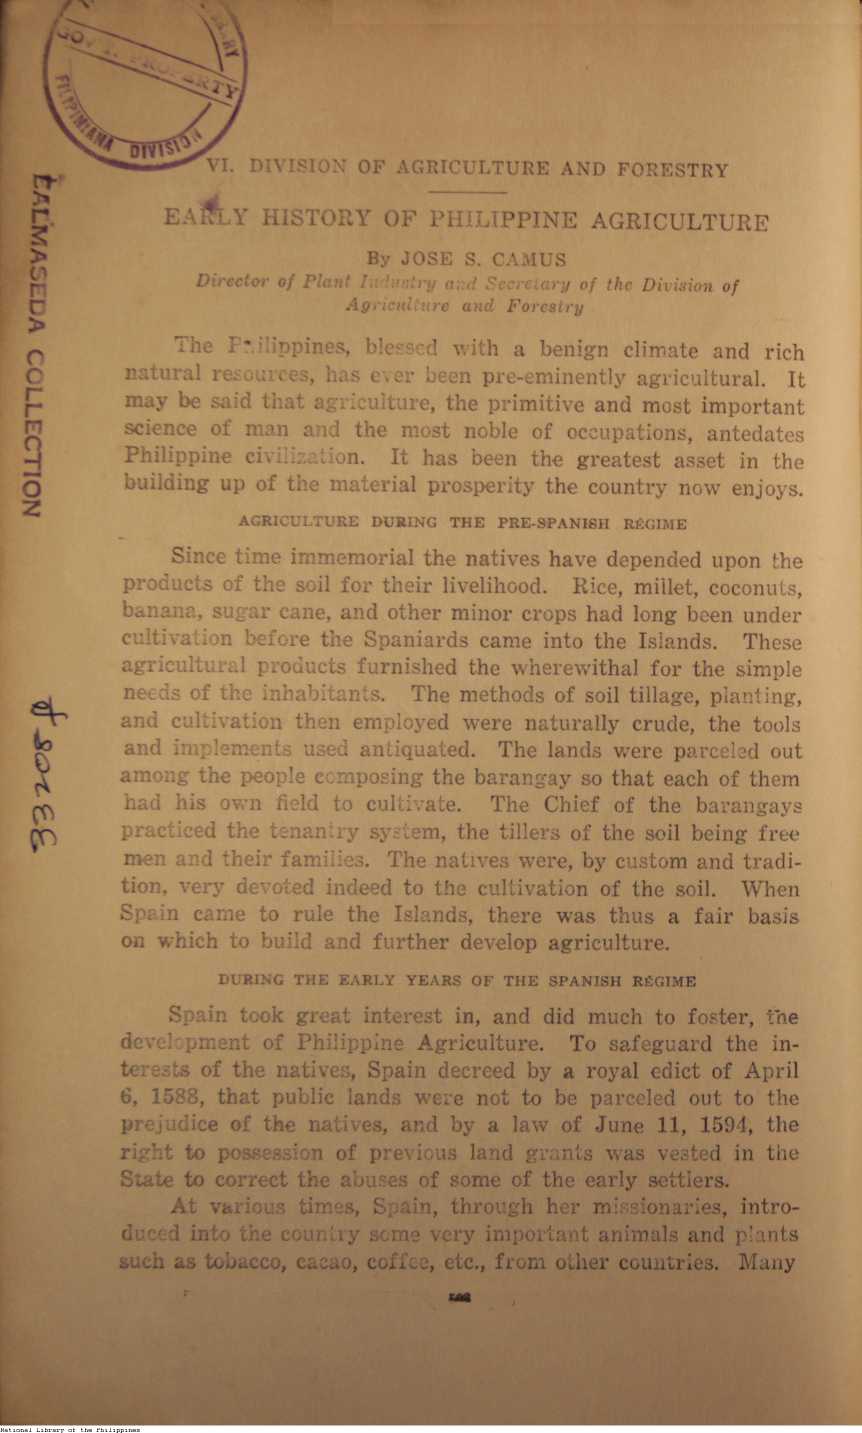 GOV'T. PROPERTY
FILIPINIANA DIVISION
LALMASEDA COLLECTION
VI. DIVISION OF AGRICULTURE AND FORESTRY
EARLY HISTORY OF PHILIPPINE AGRICULTURE
By JOSE S. CAMUS
Director of Plant Industry and Secretary of the Division of
Agriculture and Forestry
The Philippines, blessed with a benign climate and rich
natural resources, has ever been pre-eminently agricultural. It
may be said that agriculture, the primitive and most important
science of man and the most noble of occupations, antedates
Philippine civilization. It has been the greatest asset in the
building up of the material prosperity the country now enjoys.
AGRICULTURE DURING THE PRE-SPANISH RÉGIME
Since time immemorial the natives have depended upon the
products of the soil for their livelihood. Rice, millet, coconuts,
banana, sugar cane, and other minor crops had long been under
cultivation before the Spaniards came into the Islands. These
agricultural products furnished the wherewithal for the simple
needs of the inhabitants. The methods of soil tillage, planting,
and cultivation then employed were naturally crude, the tools
and implements used antiquated. The lands were parceled out
among the people composing the barangay so that each of them
had his own field to cultivate. The Chief of the barangays
practiced the tenantry system, the tillers of the soil being free
men and their families. The natives were, by custom and tradi-
tion, very devoted indeed to the cultivation of the soil. When
Spain came to rule the Islands, there was thus a fair basis
on which to build and further develop agriculture.
DURING THE EARLY YEARS OF THE SPANISH RÉGIME
Spain took great interest in, and did much to foster, the
development of Philippine Agriculture. To safeguard the in-
terests of the natives, Spain decreed by a royal edict of April
6, 1588, that public lands were not to be parceled out to the
prejudice of the natives, and by a law of June 11, 1594, the
right to possession of previous land grants was vested in the
State to correct the abuses of some of the early settlers.
At various times, Spain, through her missionaries, intro-
duced into the country some very important animals and plants
such as tobacco, cacao, coffee, etc., from other countries. Many
National Library of the Philippines